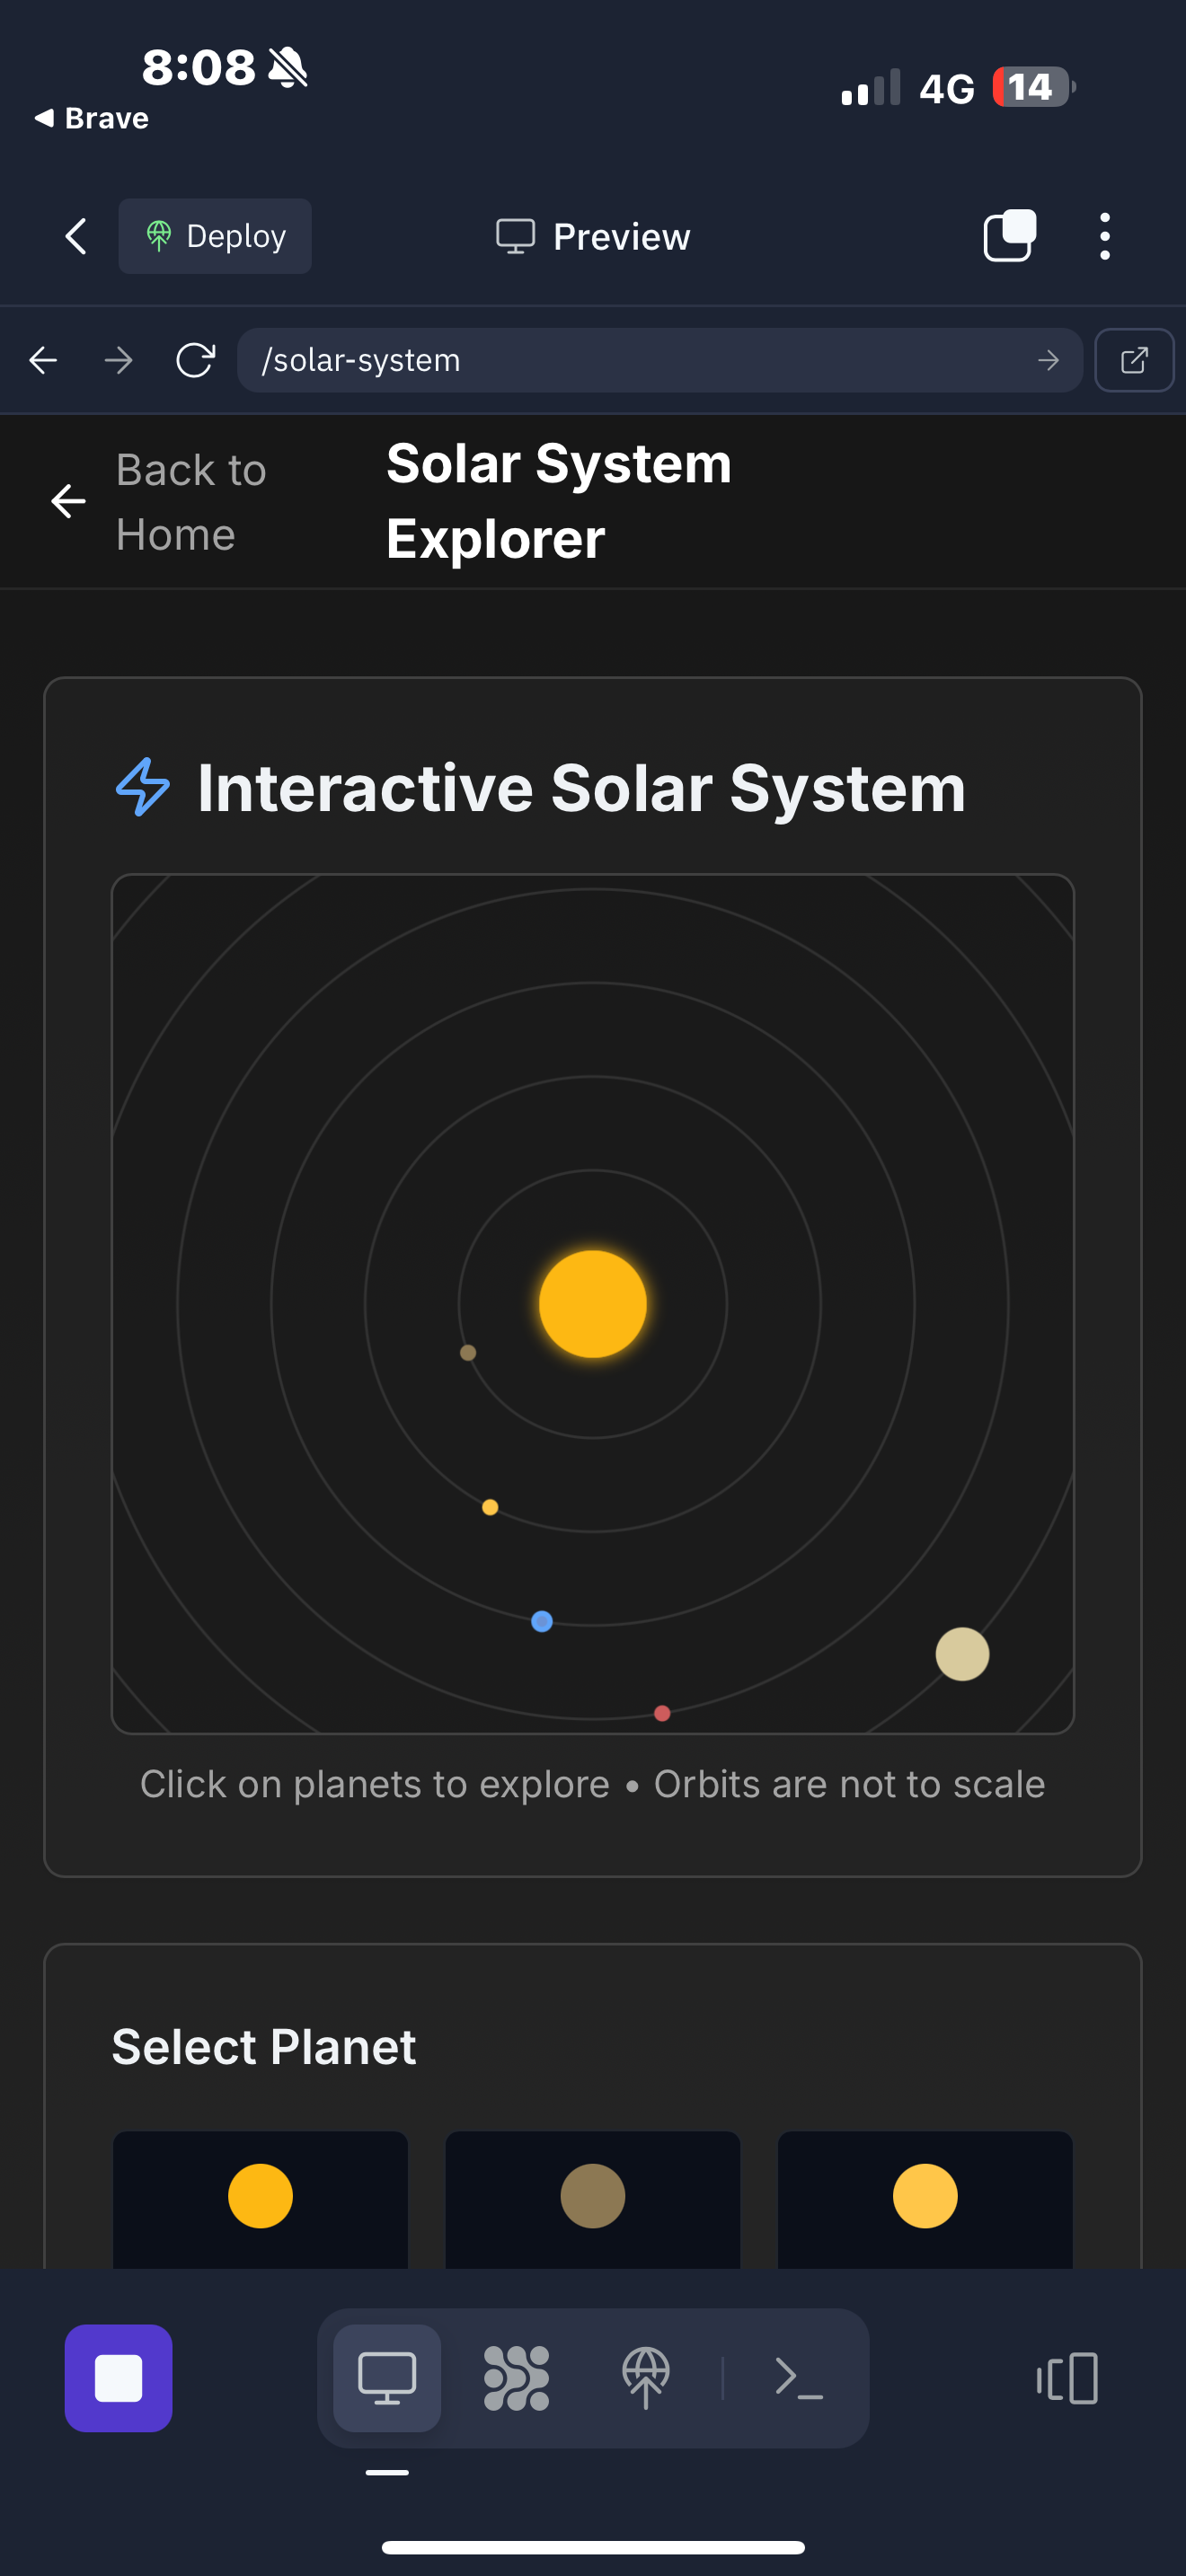 8:08
4G 14
Brave
Deploy
Preview
/solar-system
Back to
Home
Solar System
Explorer
Interactive Solar System
Click on planets to explore • Orbits are not to scale
Select Planet